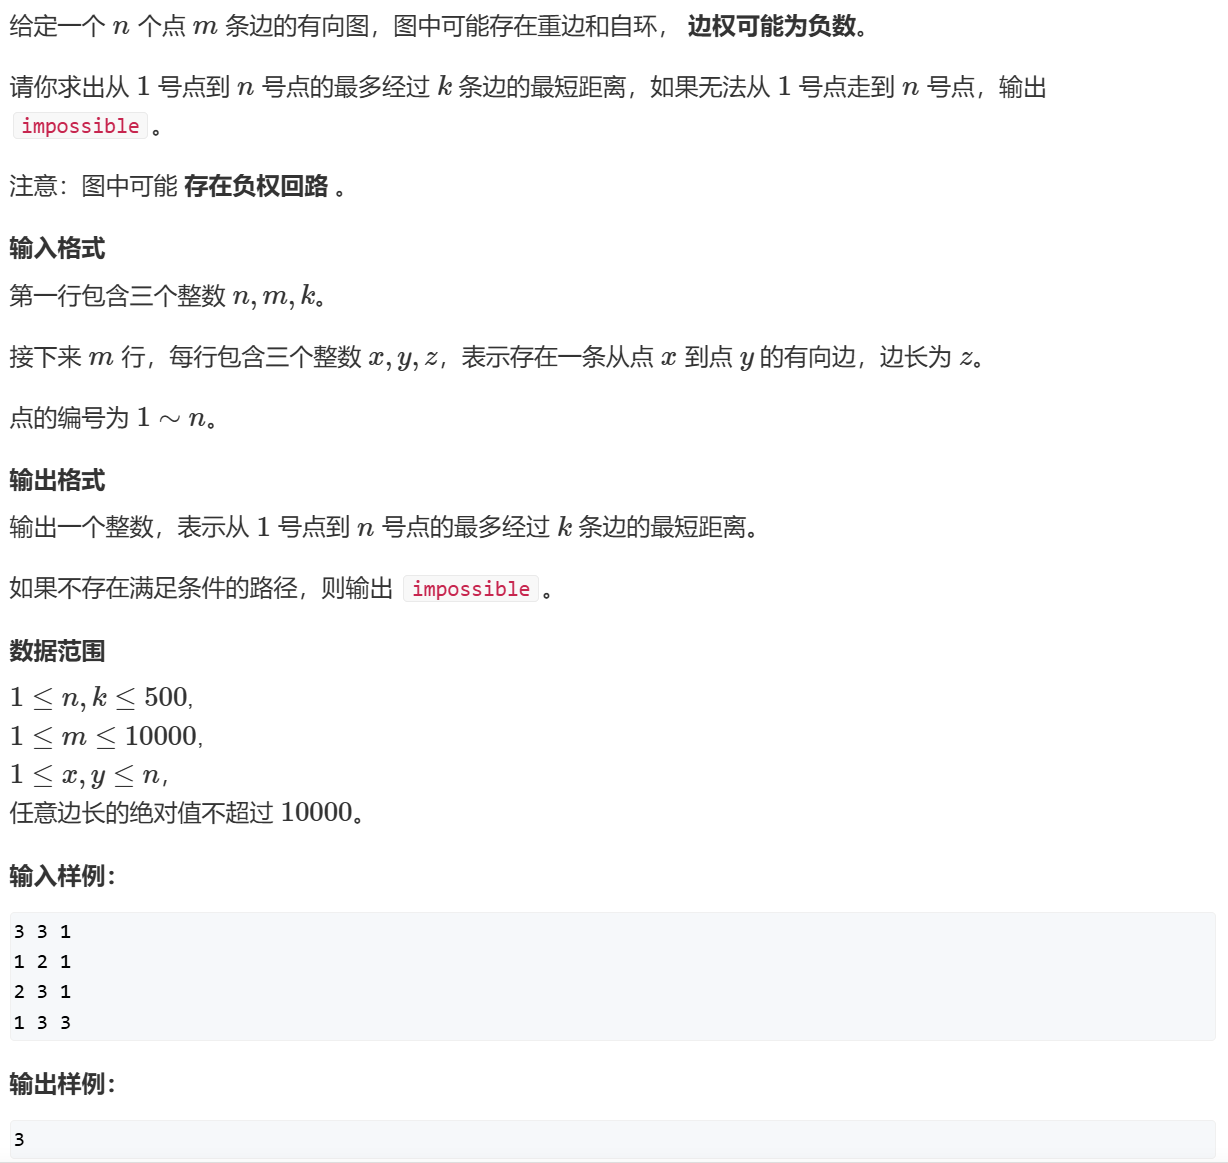 给定一个 n 个点 m 条边的有向图，图中可能存在重边和自环， 边权可能为负数。
请你求出从 1 号点到 n 号点的最多经过 k 条边的最短距离，如果无法从 1 号点走到 n 号点，输出
impossible 。
注意：图中可能 存在负权回路 。
输入格式
第一行包含三个整数 n, m, k。
接下来 m 行，每行包含三个整数 x, y, z，表示存在一条从点 x 到点 y 的有向边，边长为 z。
点的编号为 1 ∼ n。
输出格式
输出一个整数，表示从 1 号点到 n 号点的最多经过 k 条边的最短距离。
如果不存在满足条件的路径，则输出 impossible 。
数据范围
1 ≤ n, k ≤ 500,
1 ≤ m ≤ 10000,
1 ≤ x, y ≤ n，
任意边长的绝对值不超过 10000。
输入样例：
3 3 1
1 2 1
2 3 1
1 3 3
输出样例：
3